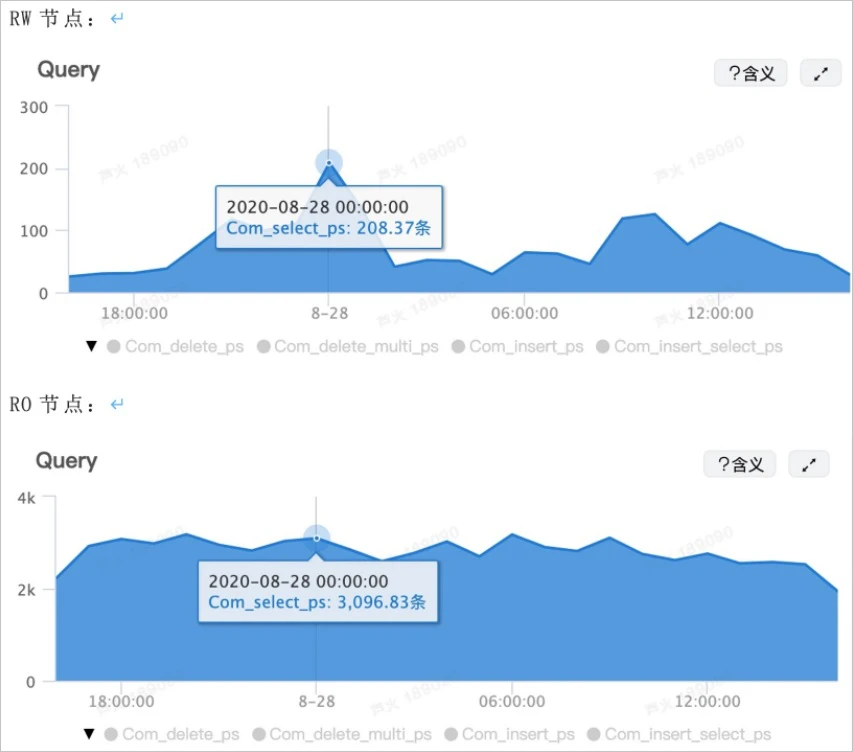 RW 节点：↵
Query
?含义
300
200
100
0
2020-08-28 00:00:00
Com_select_ps: 208.37条
18:00:00 8-28 06:00:00 12:00:00
▼ Com_delete_ps Com_delete_multi_ps Com_insert_ps Com_insert_select_ps
RO 节点：↵
Query
?含义
4k
2k
0
2020-08-28 00:00:00
Com_select_ps: 3,096.83条
18:00:00 8-28 06:00:00 12:00:00
▼ Com_delete_ps Com_delete_multi_ps Com_insert_ps Com_insert_select_ps